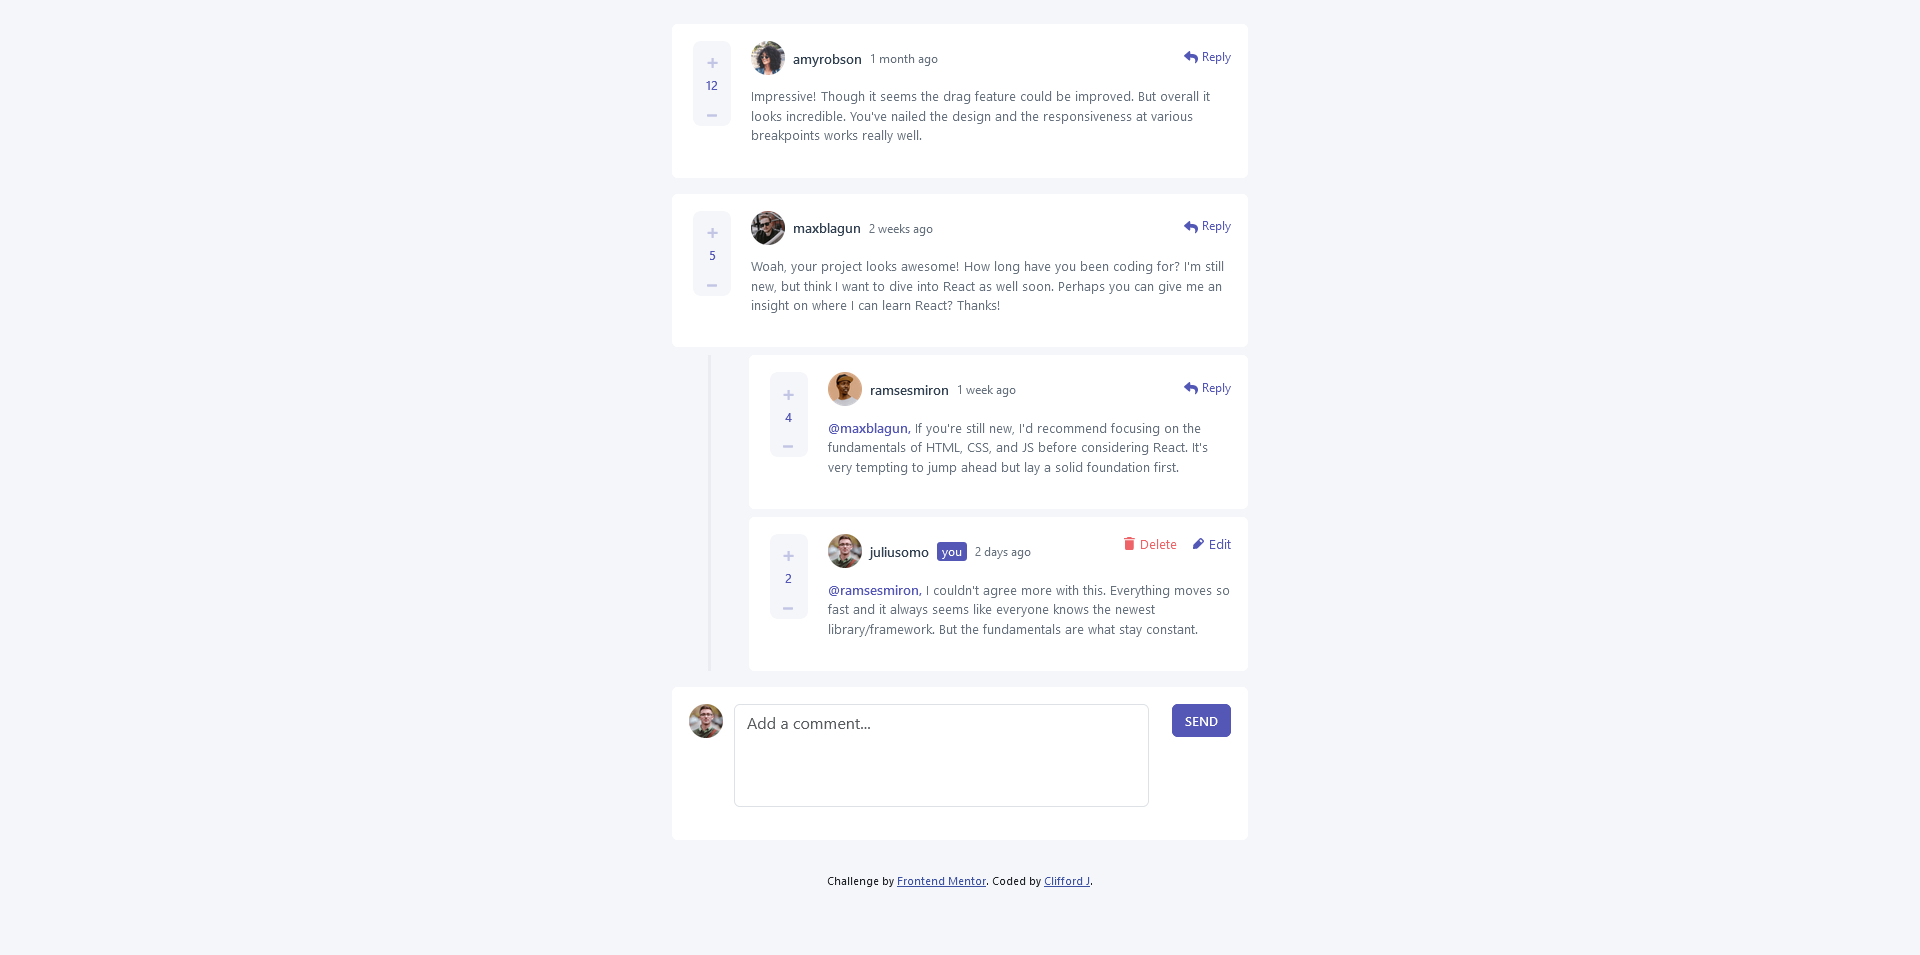 +
12
−
amyrobson 1 month ago
Reply
Impressive! Though it seems the drag feature could be improved. But overall it
looks incredible. You've nailed the design and the responsiveness at various
breakpoints works really well.
+
5
−
maxblagun 2 weeks ago
Reply
Woah, your project looks awesome! How long have you been coding for? I'm still
new, but think I want to dive into React as well soon. Perhaps you can give me an
insight on where I can learn React? Thanks!
+
4
−
ramsesmiron 1 week ago
Reply
@maxblagun, If you're still new, I'd recommend focusing on the
fundamentals of HTML, CSS, and JS before considering React. It's
very tempting to jump ahead but lay a solid foundation first.
+
2
−
juliusomo you 2 days ago
Delete Edit
@ramsesmiron, I couldn't agree more with this. Everything moves so
fast and it always seems like everyone knows the newest
library/framework. But the fundamentals are what stay constant.
Add a comment...
SEND
Challenge by Frontend Mentor. Coded by Clifford J.